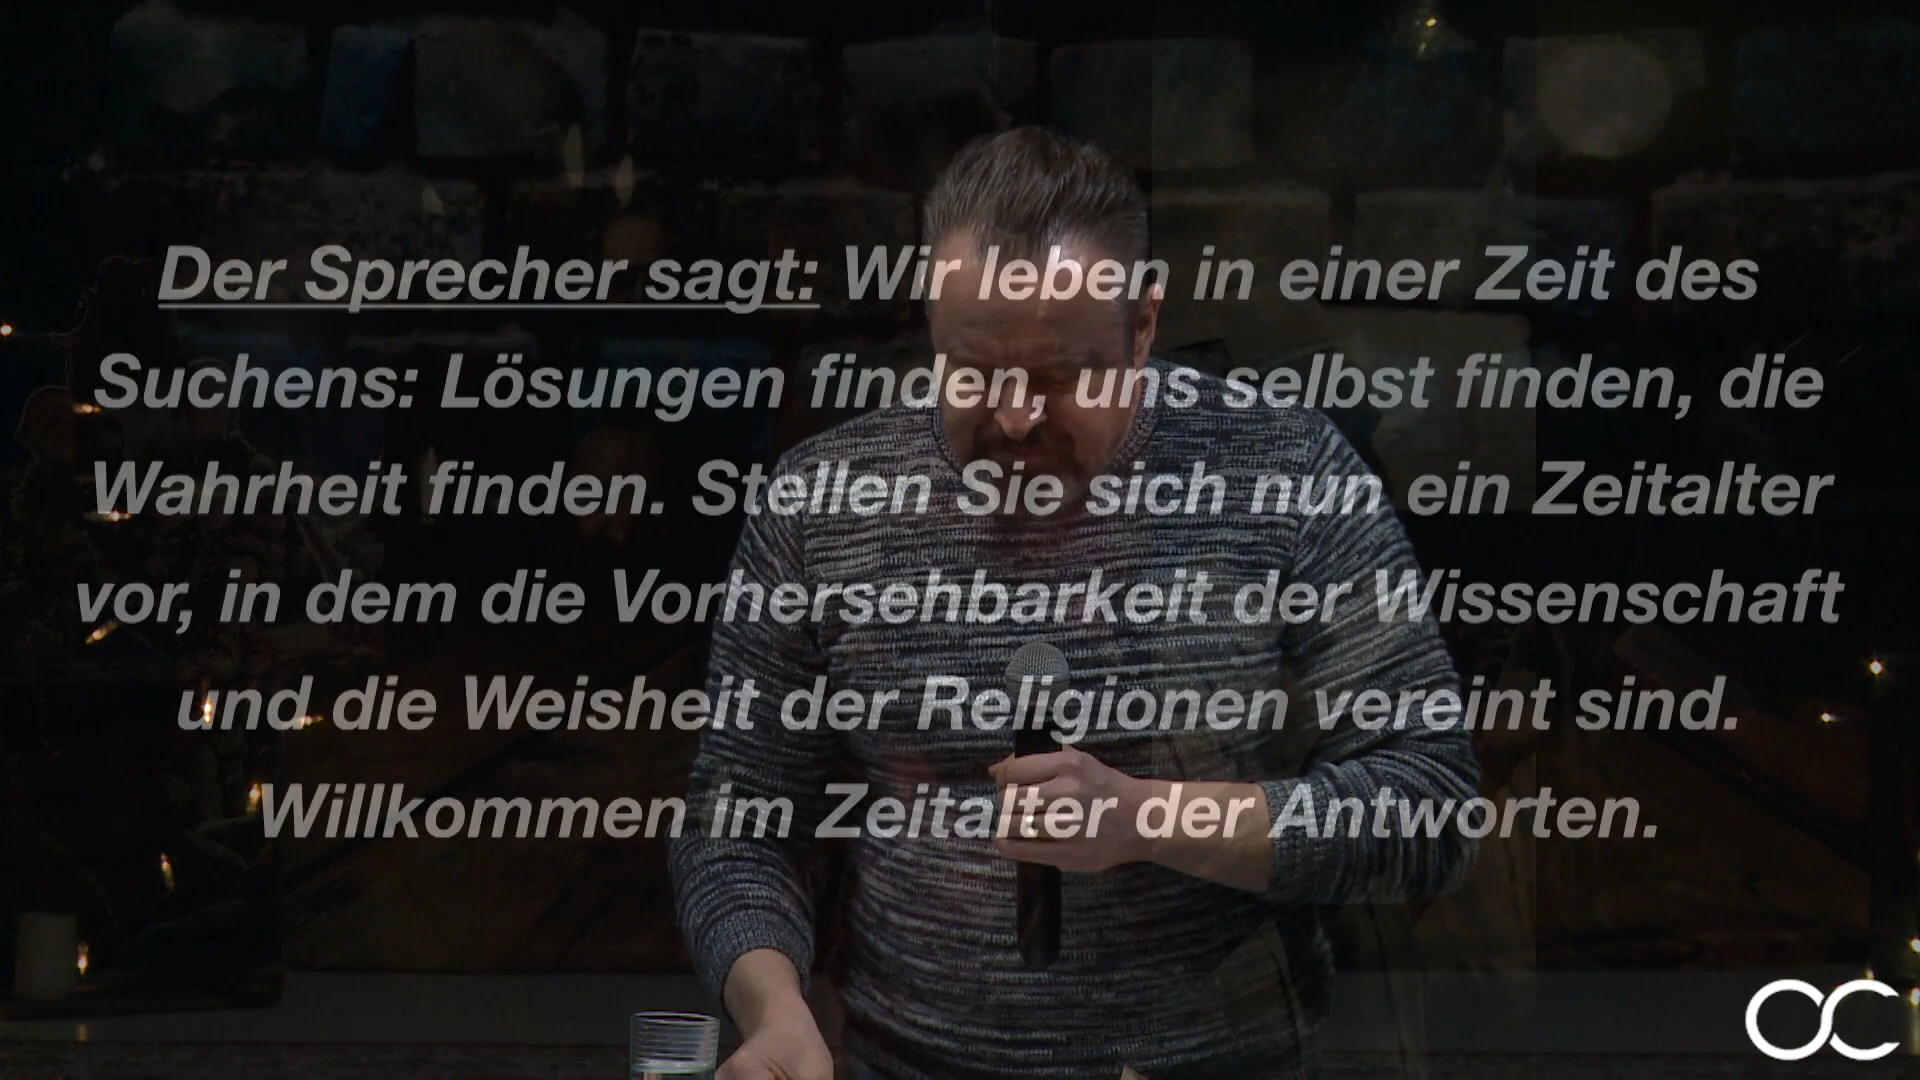 Der Sprecher sagt: Wir leben in einer Zeit des
Suchens: Lösungen finden, uns selbst finden, die
Wahrheit finden. Stellen Sie sich nun ein Zeitalter
vor, in dem die Vorhersehbarkeit der Wissenschaft
und die Weisheit der Religionen vereint sind.
Willkommen im Zeitalter der Antworten.
OC